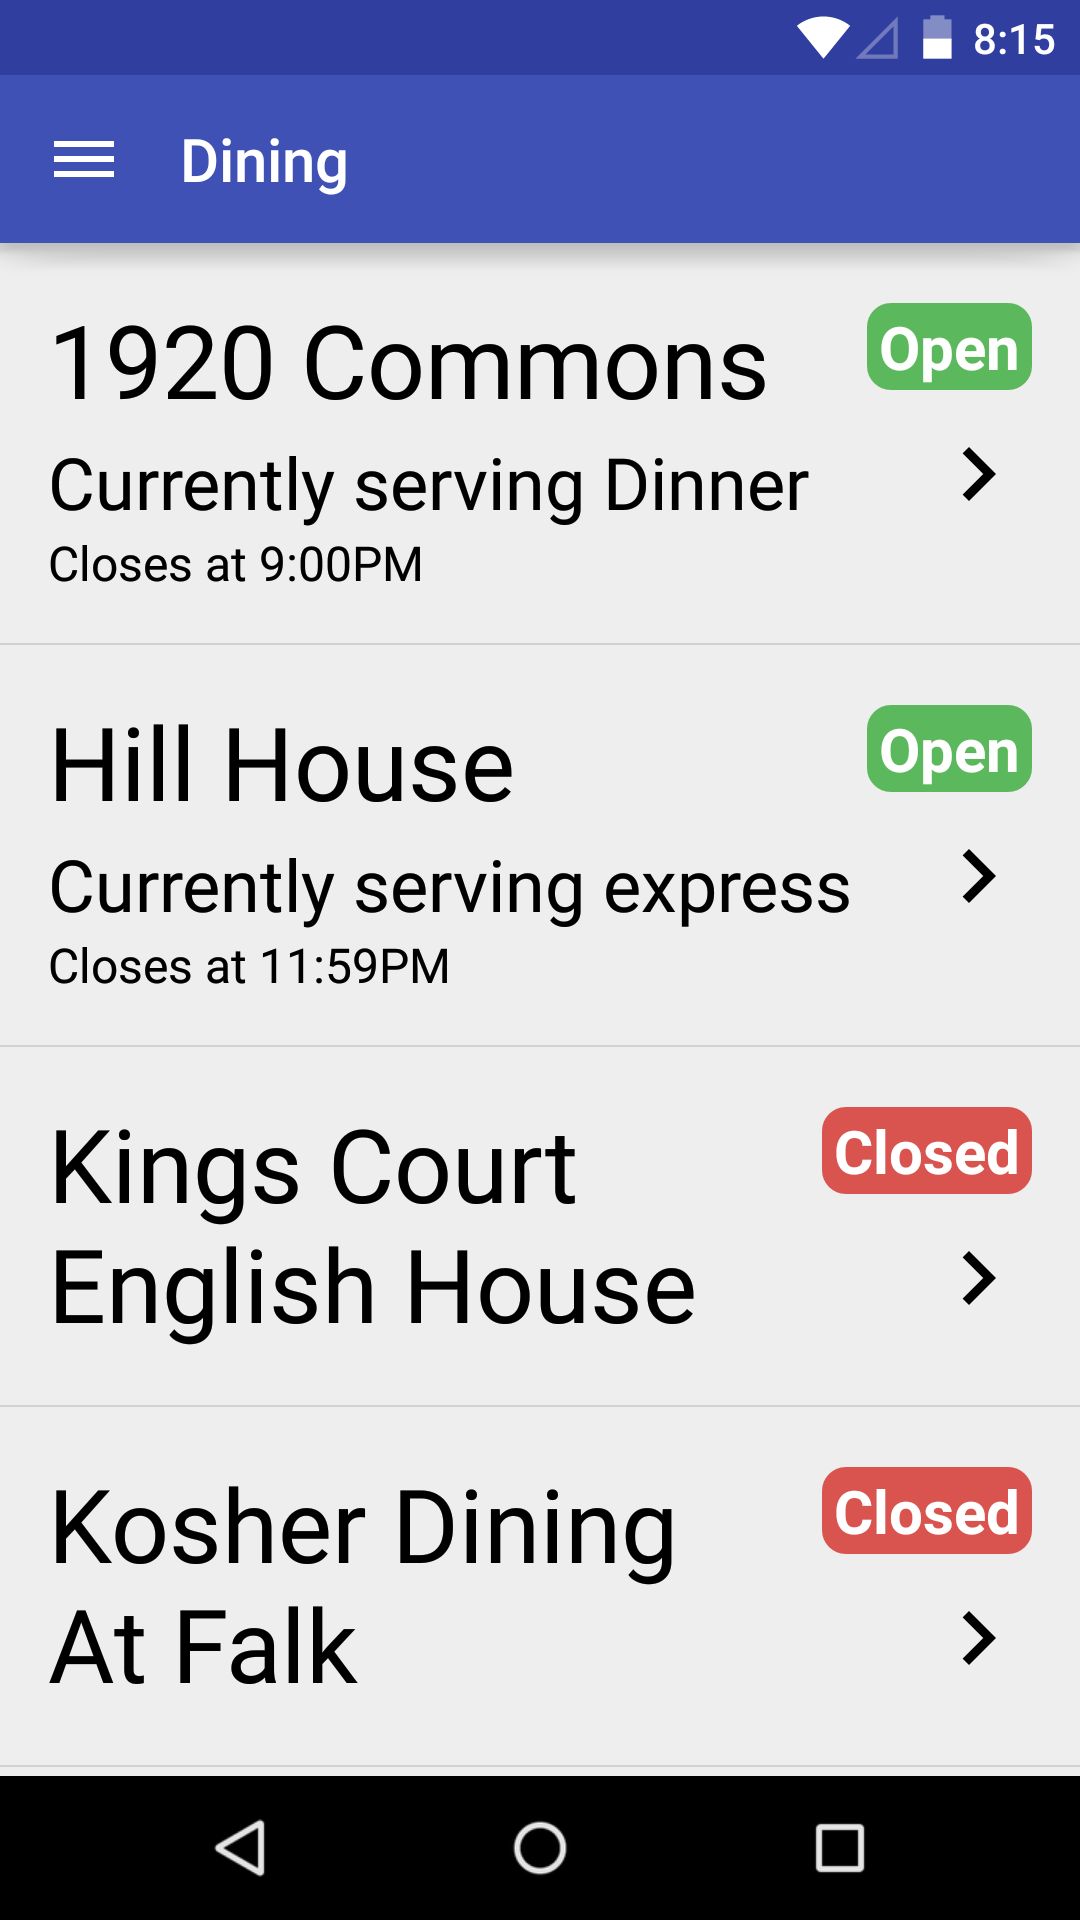 8:15
Dining
1920 Commons
Open
Currently serving Dinner
Closes at 9:00PM
Hill House
Open
Currently serving express
Closes at 11:59PM
Kings Court
English House
Closed
Kosher Dining
At Falk
Closed